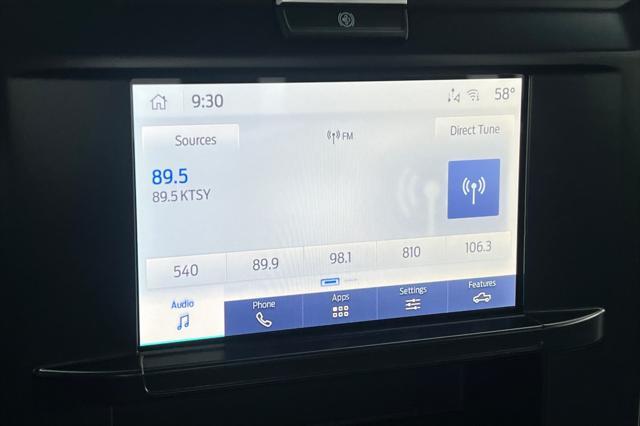 9:30
58°
Sources
FM
Direct Tune
89.5
89.5 KTSY
540
89.9
98.1
810
106.3
Audio
Phone
Apps
Settings
Features